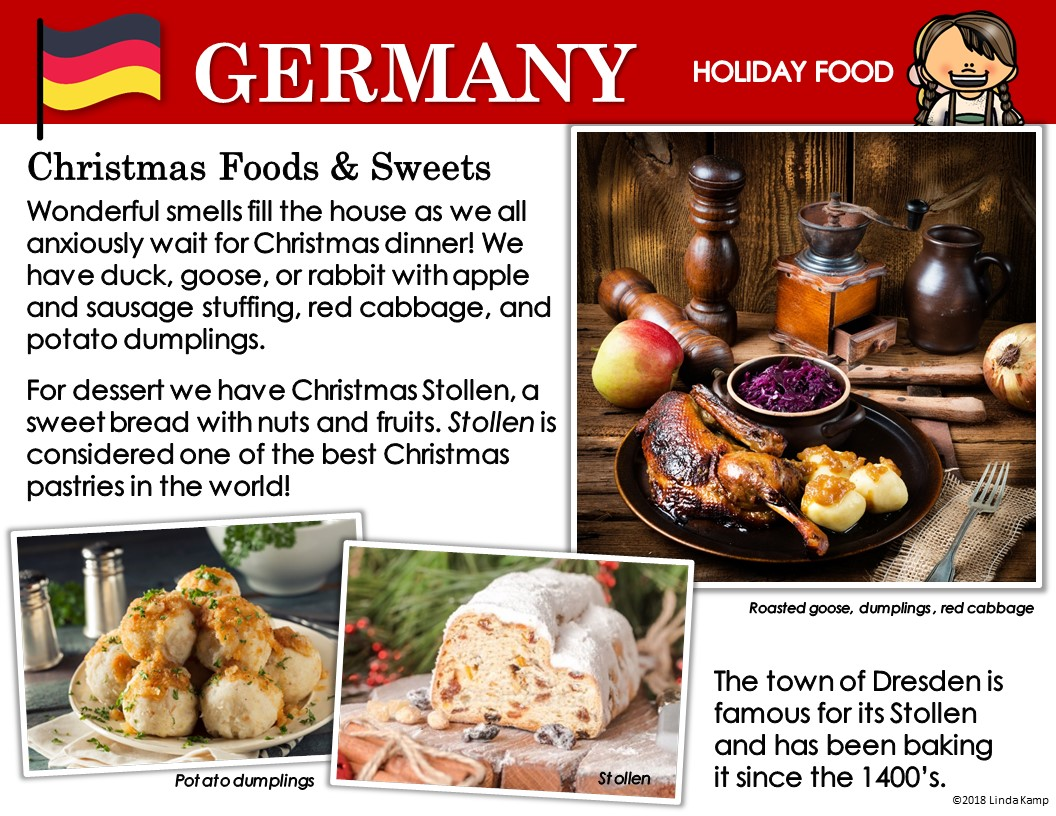 GERMANY
HOLIDAY FOOD
Christmas Foods & Sweets
Wonderful smells fill the house as we all
anxiously wait for Christmas dinner! We
have duck, goose, or rabbit with apple
and sausage stuffing, red cabbage, and
potato dumplings.
For dessert we have Christmas Stollen, a
sweet bread with nuts and fruits. Stollen is
considered one of the best Christmas
pastries in the world!
Roasted goose, dumplings, red cabbage
Potato dumplings
Stollen
The town of Dresden is
famous for its Stollen
and has been baking
it since the 1400's.
©2018 Linda Kamp